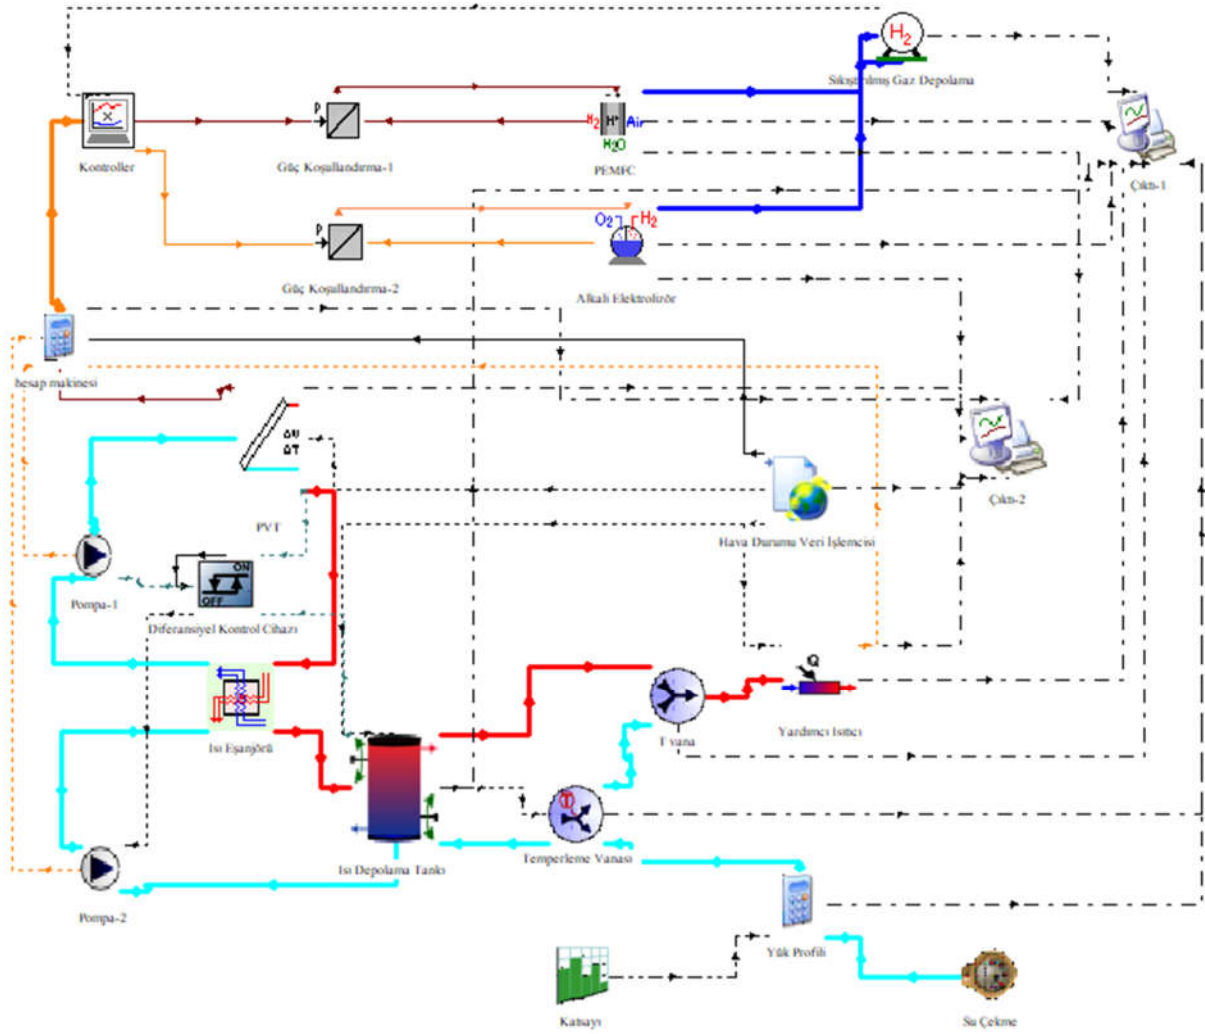 H₂
Sıkıştırılmış Gaz Depolama
X
Kontroller
P
Güç Koşullandırma-1
H₂
H⁺
Air
H₂O
PEMFC
Çıktı-1
P
Güç Koşullandırma-2
O₂
H₂
Alkali Elektrolizör
hesap makinesi
ΔU
ΔT
PVT
Çıktı-2
Hava Durumu Veri İşlemcisi
Pompa-1
ON
OFF
Diferansiyel Kontrol Cihazı
Isı Eşanjörü
T vana
Q
Yardımcı Isıtıcı
Isı Depolama Tankı
T
Temperleme Vanası
Pompa-2
Yük Profili
Katsayı
Su Çekme